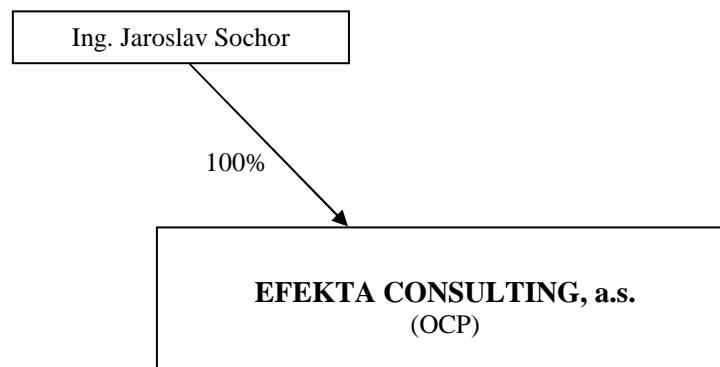 Ing. Jaroslav Sochor
100%
EFEKTA CONSULTING, a.s.
(OCP)